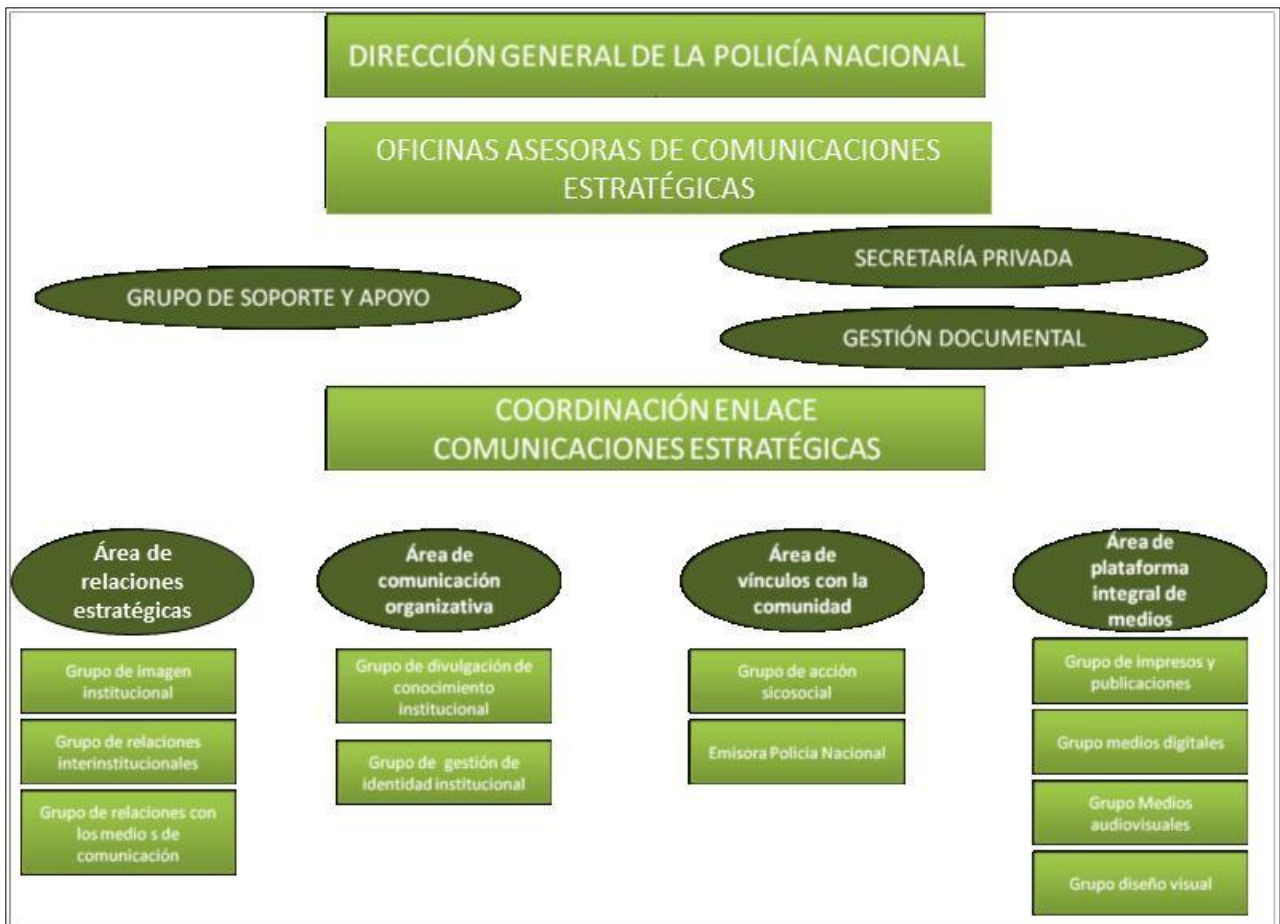 DIRECCIÓN GENERAL DE LA POLICÍA NACIONAL
OFICINAS ASESORAS DE COMUNICACIONES
ESTRATÉGICAS
GRUPO DE SOPORTE Y APOYO
SECRETARÍA PRIVADA
GESTIÓN DOCUMENTAL
COORDINACIÓN ENLACE
COMUNICACIONES ESTRATÉGICAS
Área de
relaciones
estratégicas
Grupo de imagen
institucional
Grupo de relaciones
interinstitucionales
Grupo de relaciones con
los medio s de
comunicación
Área de
comunicación
organizativa
Grupo de divulgación de
conocimiento
institucional
Grupo de gestión de
identidad institucional
Área de
vínculos con la
comunidad
Grupo de acción
sicosocial
Emisora Policia Nacional
Área de
plataforma
integral de
medios
Grupo de impresos y
publicaciones
Grupo medios digitales
Grupo Medios
audiovisuales
Grupo diseño visual